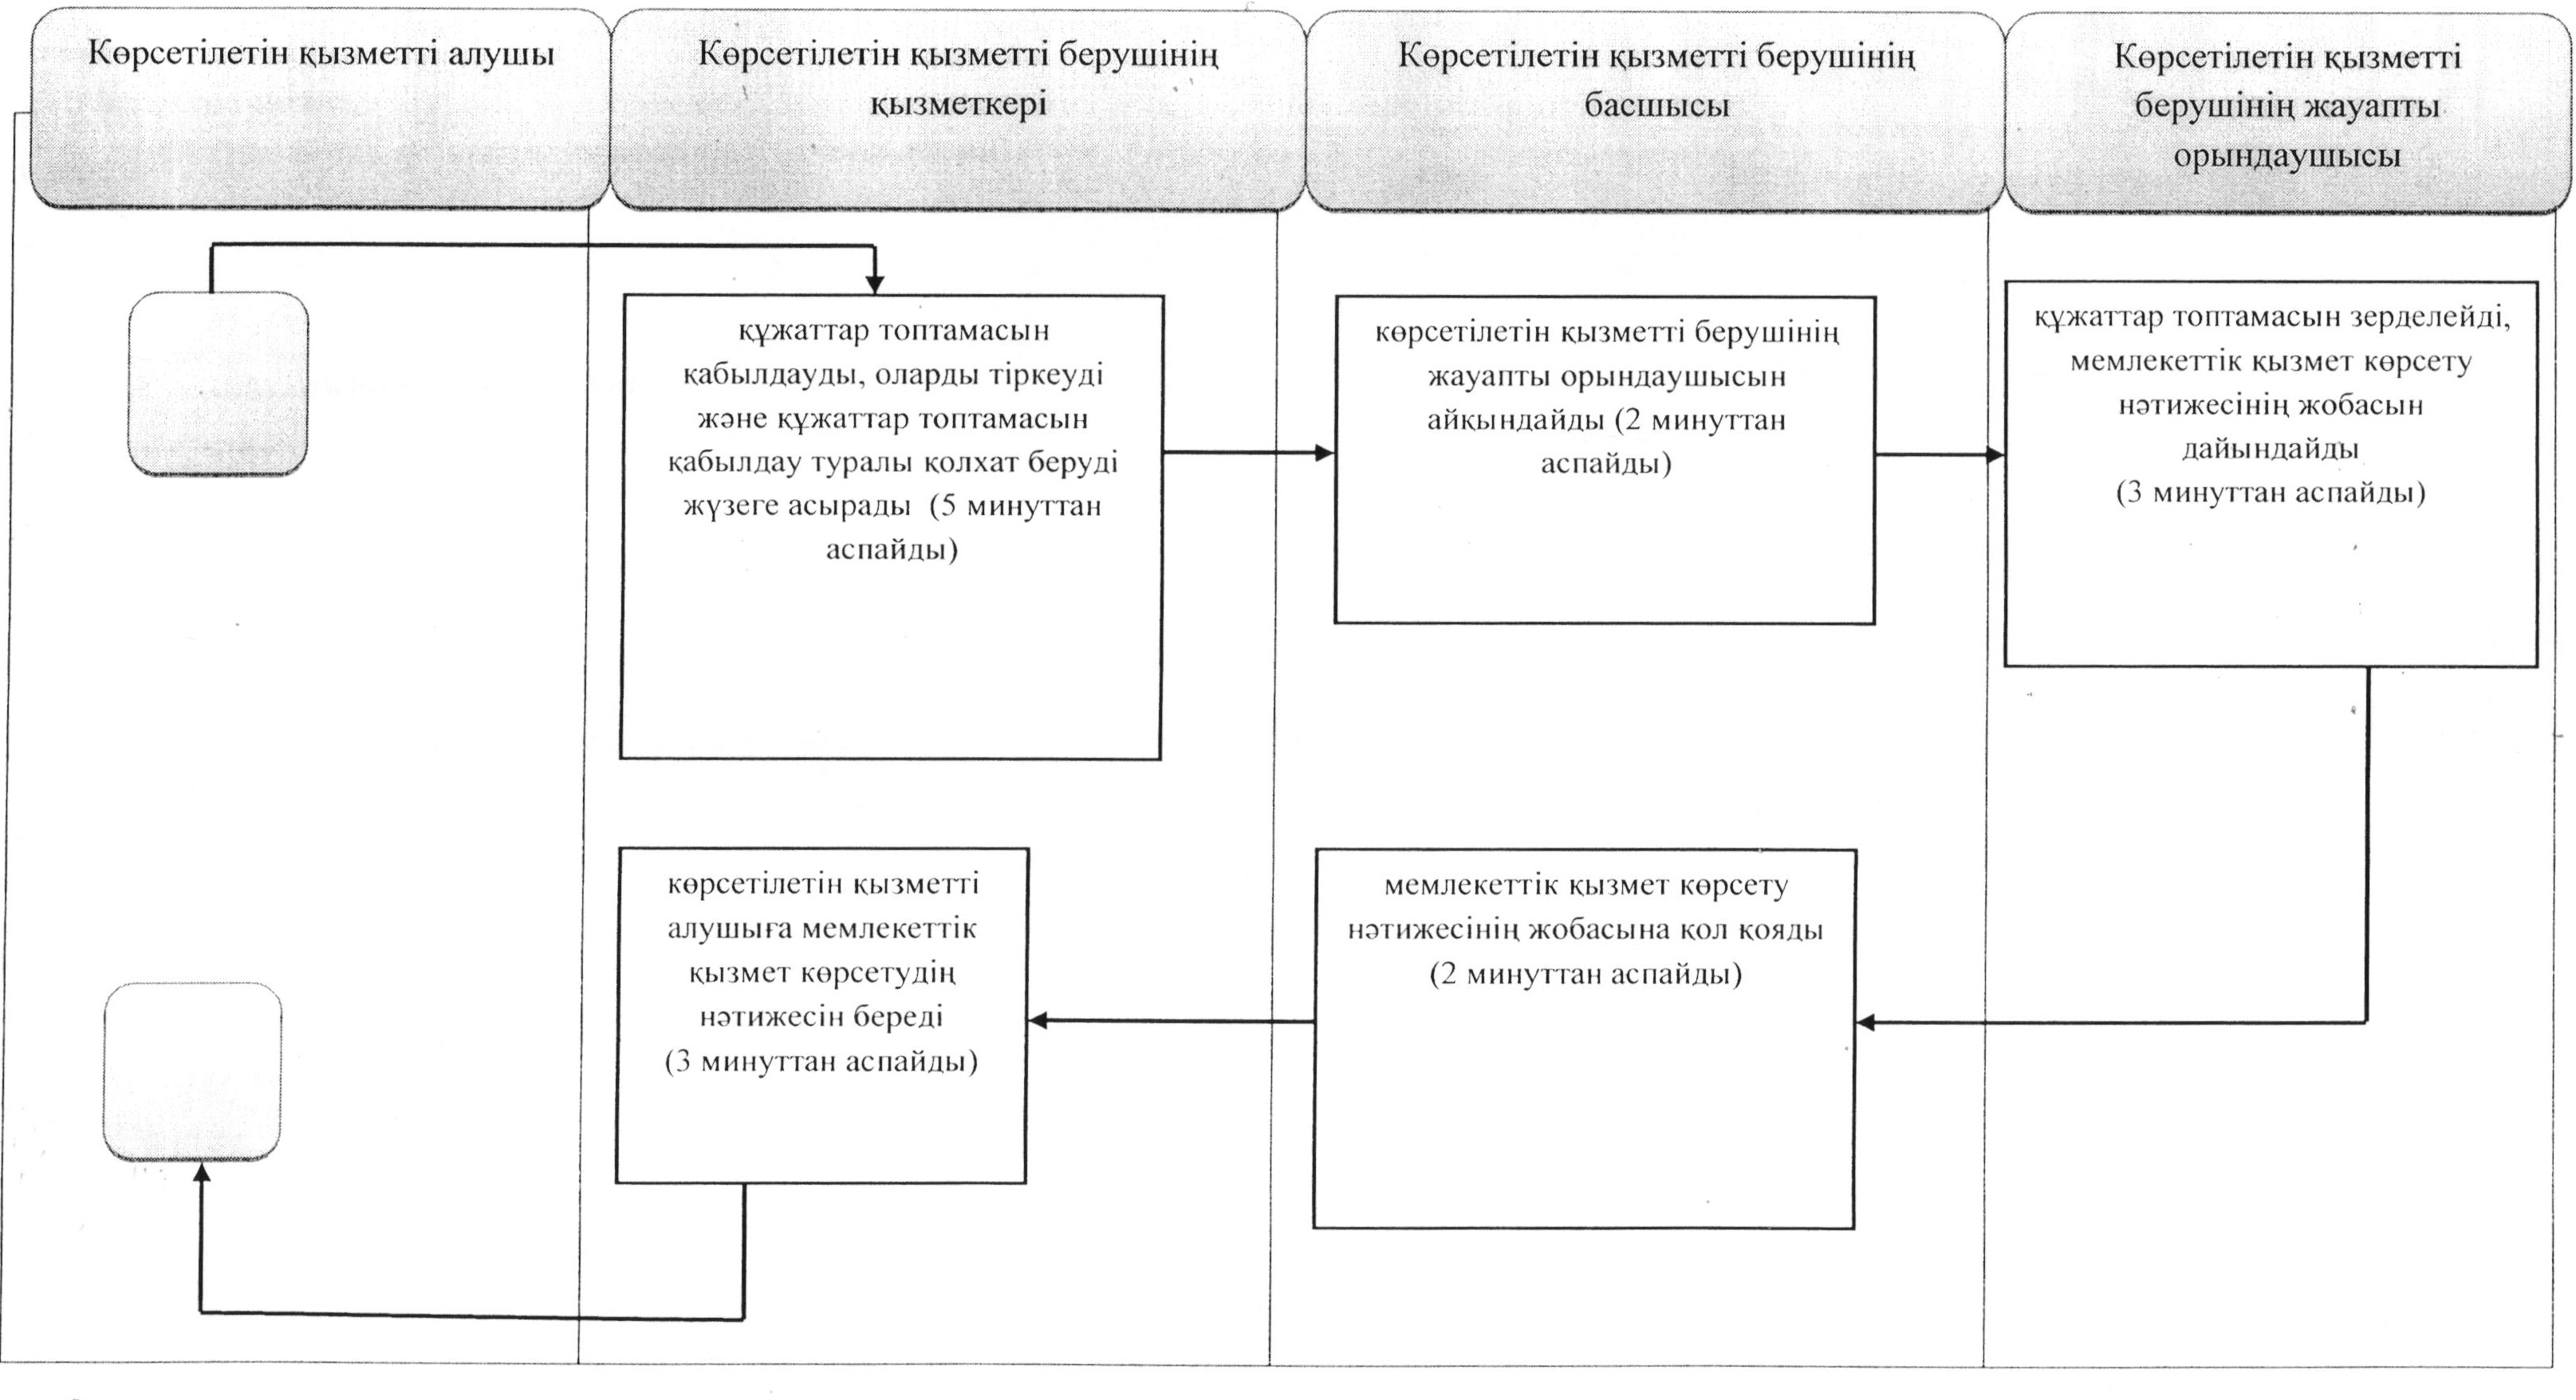 Көрсетілетін қызметті алушы
Көрсетілетін қызметті берушінің
қызметкері
Көрсетілетін қызметті берушінің
басшысы
Көрсетілетін қызметті
берушінің жауапты
орындаушысы
құжаттар топтамасын
қабылдауды, оларды тіркеуді
және құжаттар топтамасын
қабылдау туралы қолхат беруді
жүзеге асырады (5 минуттан
аспайды)
көрсетілетін қызметті берушінің
жауапты орындаушысын
айқындайды (2 минуттан
аспайды)
құжаттар топтамасын зерделейді,
мемлекеттік қызмет көрсету
нәтижесінің жобасын
дайындайды
(3 минуттан аспайды)
көрсетілетін қызметті
алушыға мемлекеттік
қызмет көрсетудің
нәтижесін береді
(3 минуттан аспайды)
мемлекеттік қызмет көрсету
нәтижесінің жобасына қол қояды
(2 минуттан аспайды)